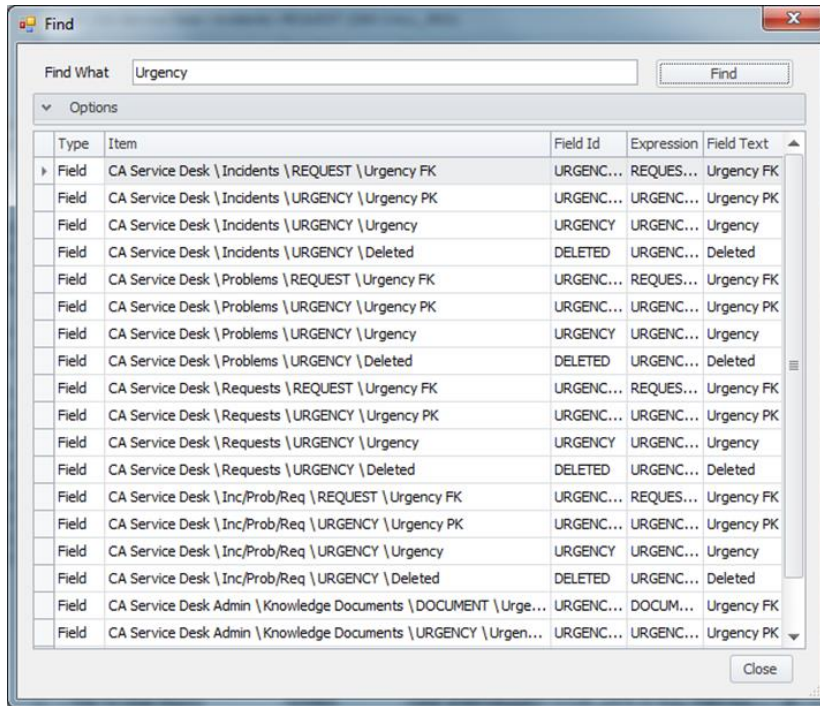 Find
Find What Urgency Find
Options
Type Item Field Id Expression Field Text
Field CA Service Desk \ Incidents \ REQUEST \ Urgency FK URGENC... REQUES... Urgency FK
Field CA Service Desk \ Incidents \ URGENCY \ Urgency PK URGENC... URGENC... Urgency PK
Field CA Service Desk \ Incidents \ URGENCY \ Urgency URGENCY URGENC... Urgency
Field CA Service Desk \ Incidents \ URGENCY \ Deleted DELETED URGENC... Deleted
Field CA Service Desk \ Problems \ REQUEST \ Urgency FK URGENC... REQUES... Urgency FK
Field CA Service Desk \ Problems \ URGENCY \ Urgency PK URGENC... URGENC... Urgency PK
Field CA Service Desk \ Problems \ URGENCY \ Urgency URGENCY URGENC... Urgency
Field CA Service Desk \ Problems \ URGENCY \ Deleted DELETED URGENC... Deleted
Field CA Service Desk \ Requests \ REQUEST \ Urgency FK URGENC... REQUES... Urgency FK
Field CA Service Desk \ Requests \ URGENCY \ Urgency PK URGENC... URGENC... Urgency PK
Field CA Service Desk \ Requests \ URGENCY \ Urgency URGENCY URGENC... Urgency
Field CA Service Desk \ Requests \ URGENCY \ Deleted DELETED URGENC... Deleted
Field CA Service Desk \ Inc/Prob/Req \ REQUEST \ Urgency FK URGENC... REQUES... Urgency FK
Field CA Service Desk \ Inc/Prob/Req \ URGENCY \ Urgency PK URGENC... URGENC... Urgency PK
Field CA Service Desk \ Inc/Prob/Req \ URGENCY \ Urgency URGENCY URGENC... Urgency
Field CA Service Desk \ Inc/Prob/Req \ URGENCY \ Deleted DELETED URGENC... Deleted
Field CA Service Desk Admin \ Knowledge Documents \ DOCUMENT \ Urge... URGENC... DOCUM... Urgency FK
Field CA Service Desk Admin \ Knowledge Documents \ URGENCY \ Urgen... URGENC... URGENC... Urgency PK
Close